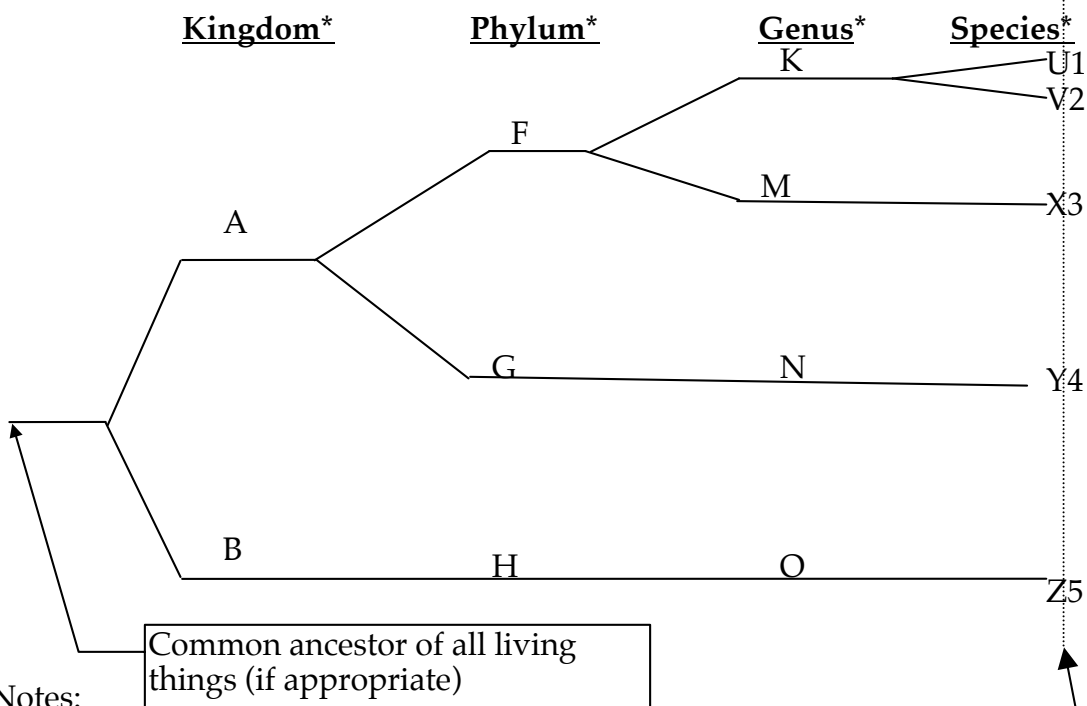 Kingdom* Phylum* Genus* Species*
K U1
V2
F
M X3
A
G N Y4
B H O Z5
Common ancestor of all living
things (if appropriate)
Notes: